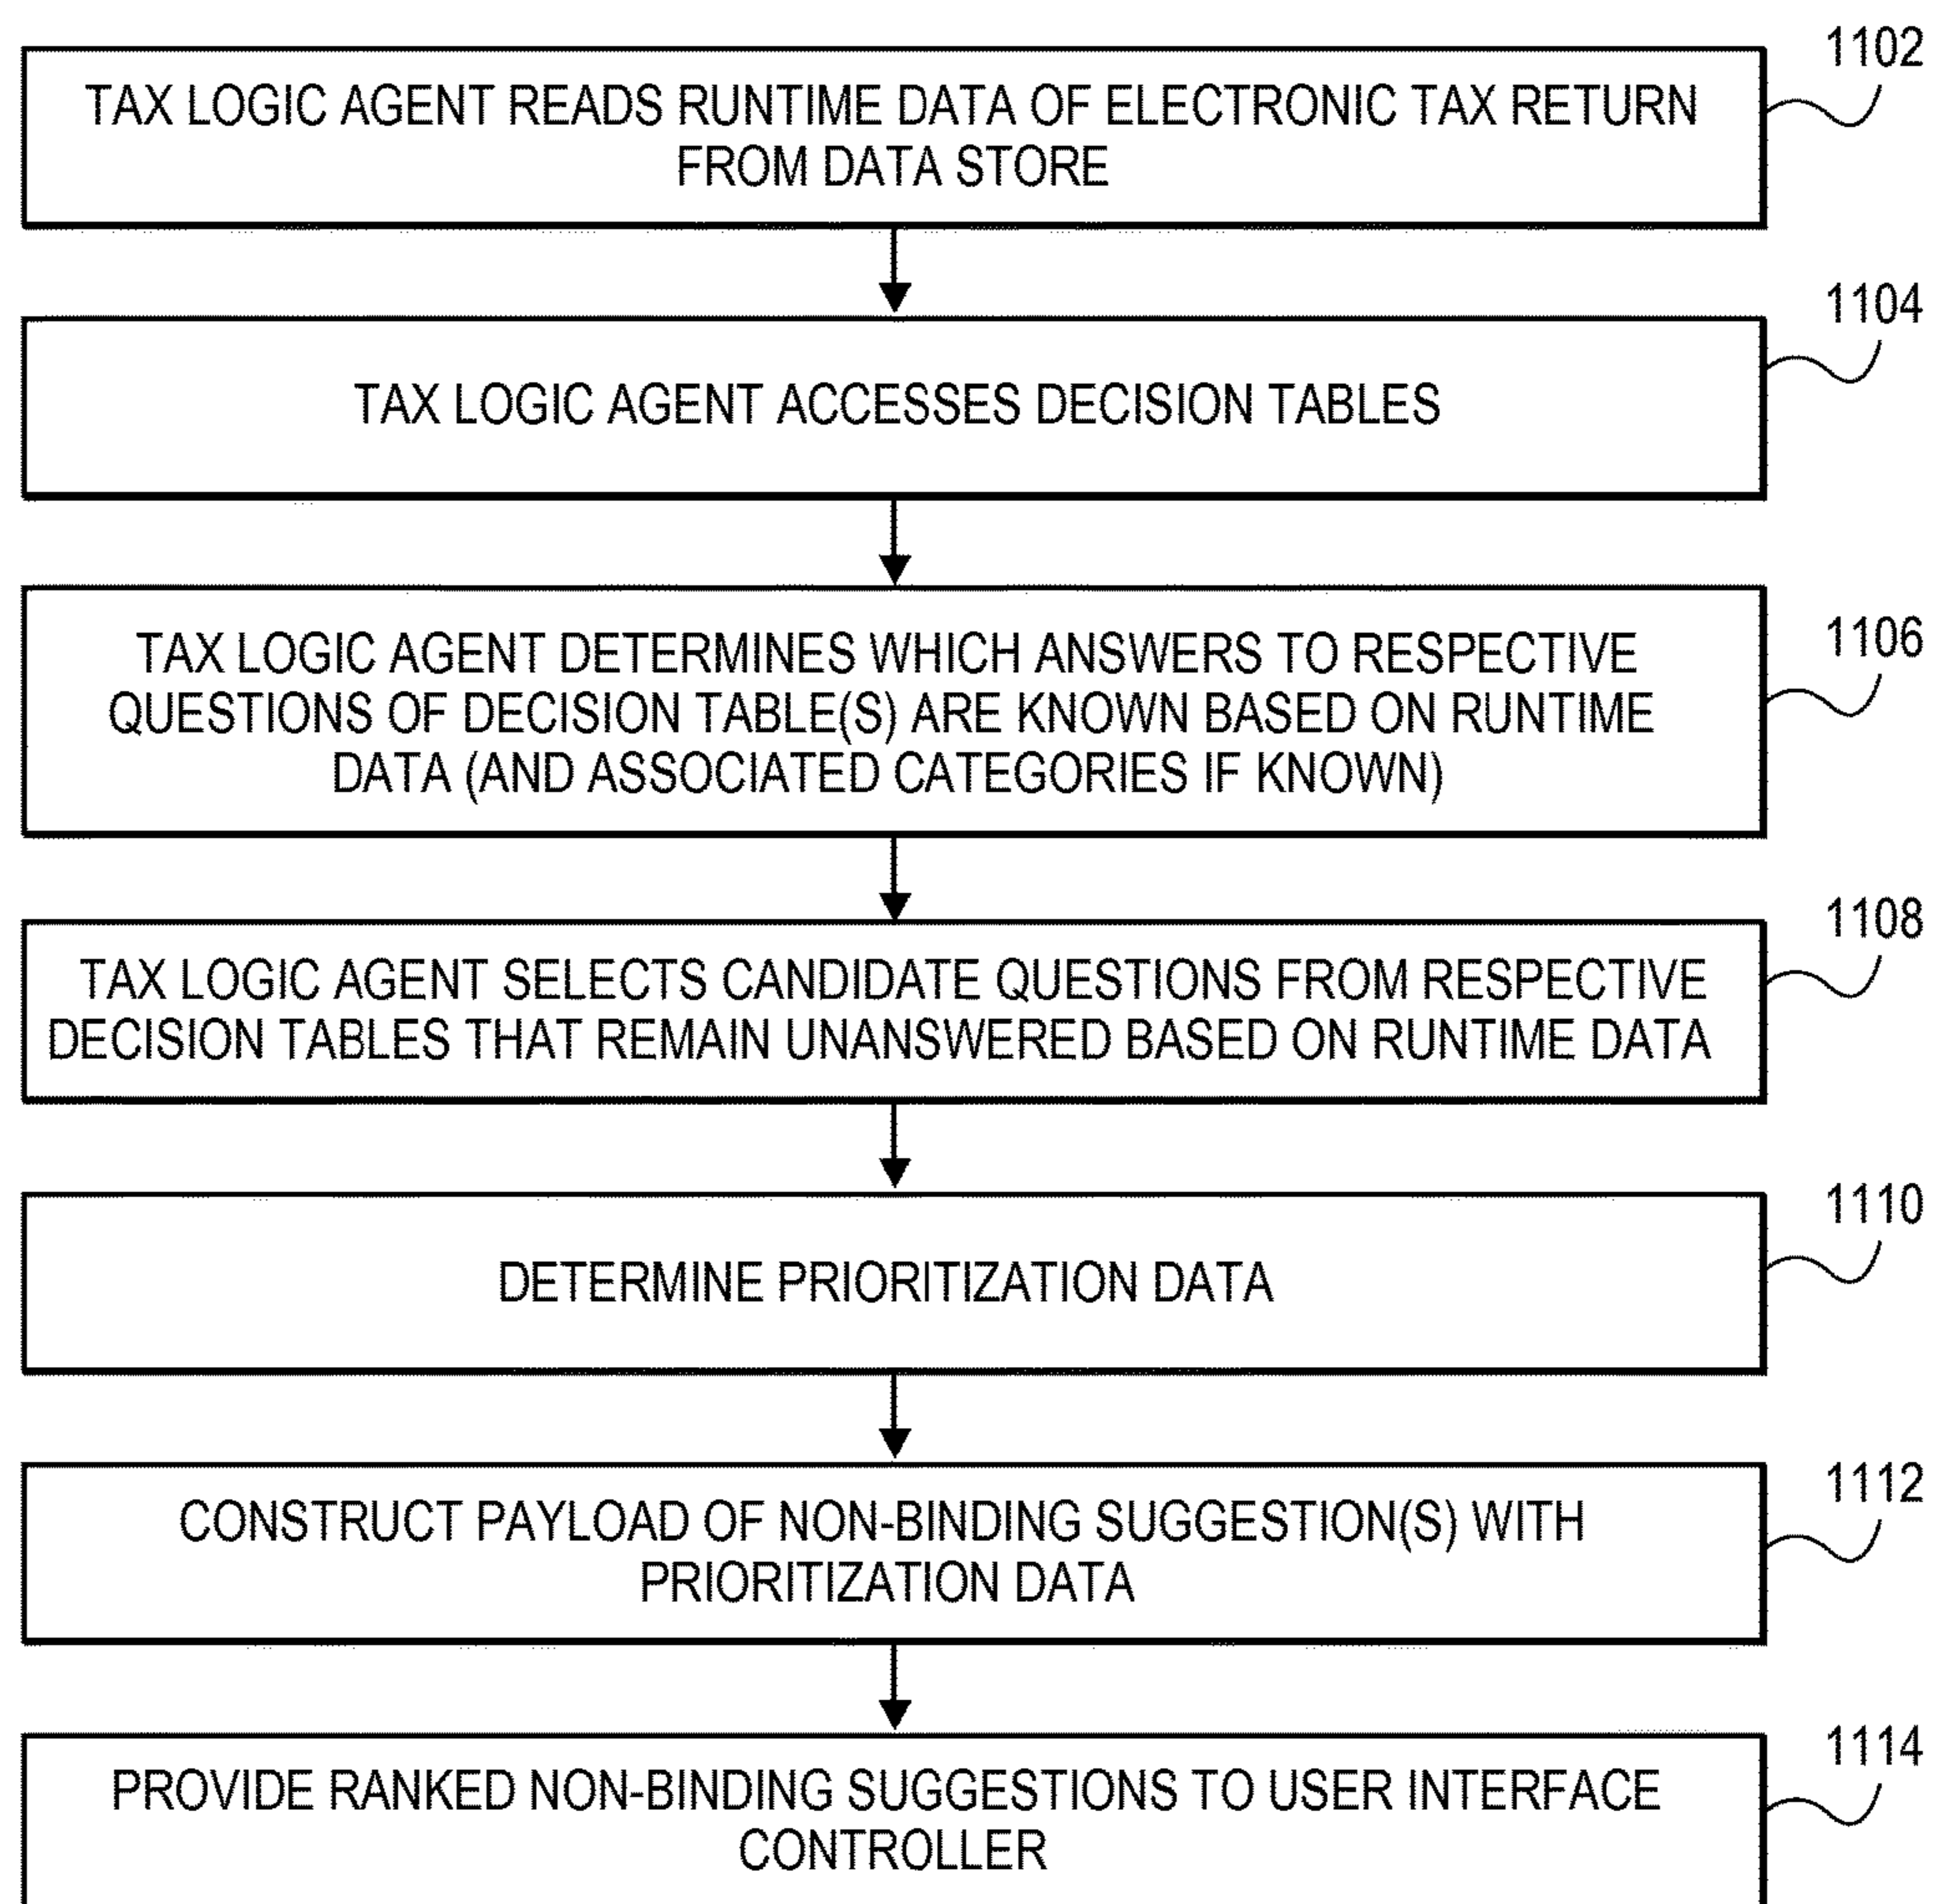 1102
TAX LOGIC AGENT READS RUNTIME DATA OF ELECTRONIC TAX RETURN
FROM DATA STORE
1104
TAX LOGIC AGENT ACCESSES DECISION TABLES
1106
TAX LOGIC AGENT DETERMINES WHICH ANSWERS TO RESPECTIVE
QUESTIONS OF DECISION TABLE(S) ARE KNOWN BASED ON RUNTIME
DATA (AND ASSOCIATED CATEGORIES IF KNOWN)
1108
TAX LOGIC AGENT SELECTS CANDIDATE QUESTIONS FROM RESPECTIVE
DECISION TABLES THAT REMAIN UNANSWERED BASED ON RUNTIME DATA
1110
DETERMINE PRIORITIZATION DATA
1112
CONSTRUCT PAYLOAD OF NON-BINDING SUGGESTION(S) WITH
PRIORITIZATION DATA
1114
PROVIDE RANKED NON-BINDING SUGGESTIONS TO USER INTERFACE
CONTROLLER